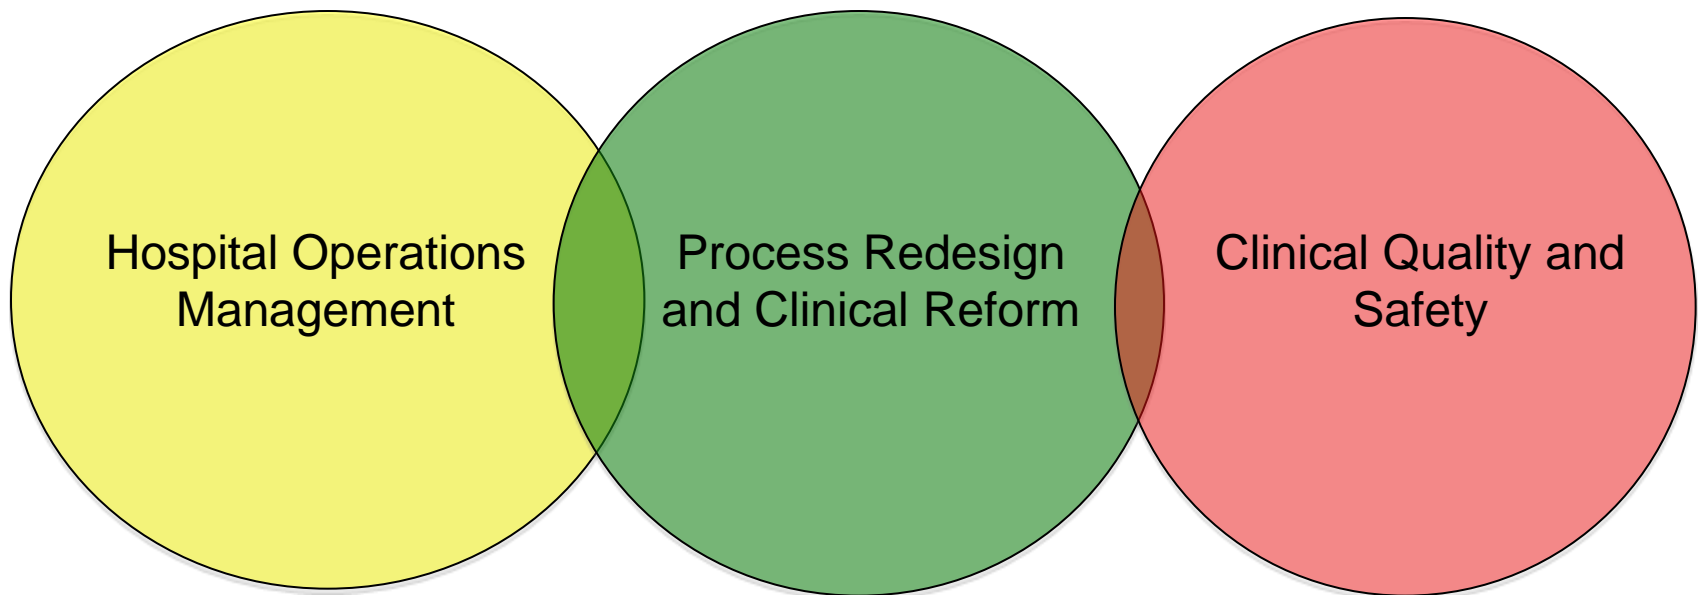 Hospital Operations
Management
Process Redesign
and Clinical Reform
Clinical Quality and
Safety